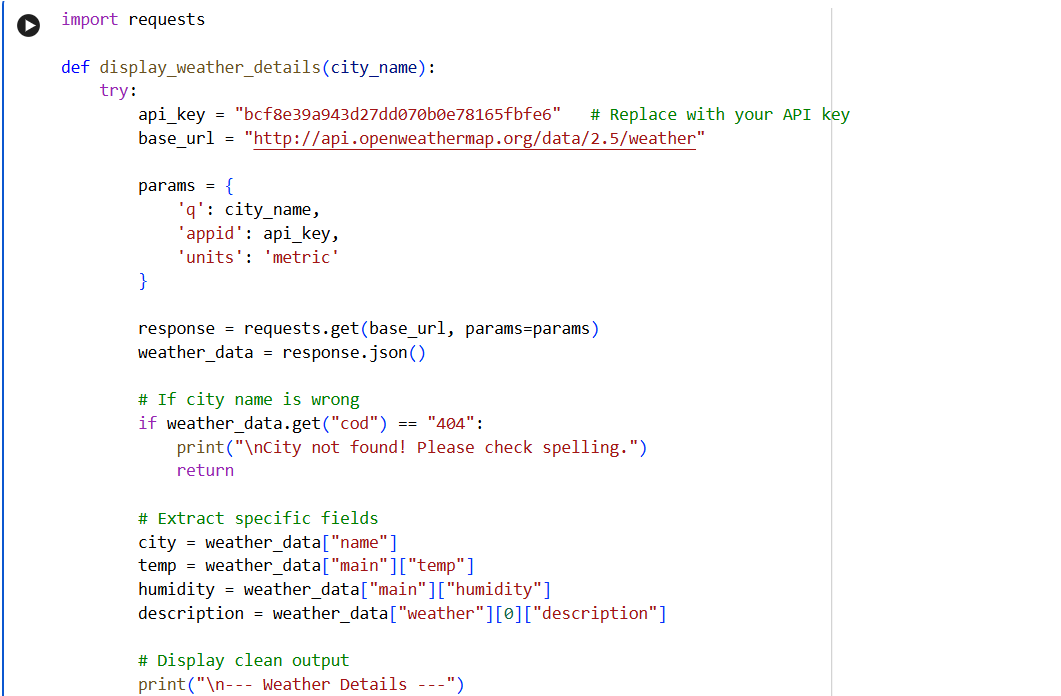 import requests

def display_weather_details(city_name):
    try:
        api_key = "bcf8e39a943d27dd070b0e78165fbfe6"   # Replace with your API key
        base_url = "http://api.openweathermap.org/data/2.5/weather"

        params = {
            'q': city_name,
            'appid': api_key,
            'units': 'metric'
        }

        response = requests.get(base_url, params=params)
        weather_data = response.json()

        # If city name is wrong
        if weather_data.get("cod") == "404":
            print("\nCity not found! Please check spelling.")
            return

        # Extract specific fields
        city = weather_data["name"]
        temp = weather_data["main"]["temp"]
        humidity = weather_data["main"]["humidity"]
        description = weather_data["weather"][0]["description"]

        # Display clean output
        print("\n--- Weather Details ---")